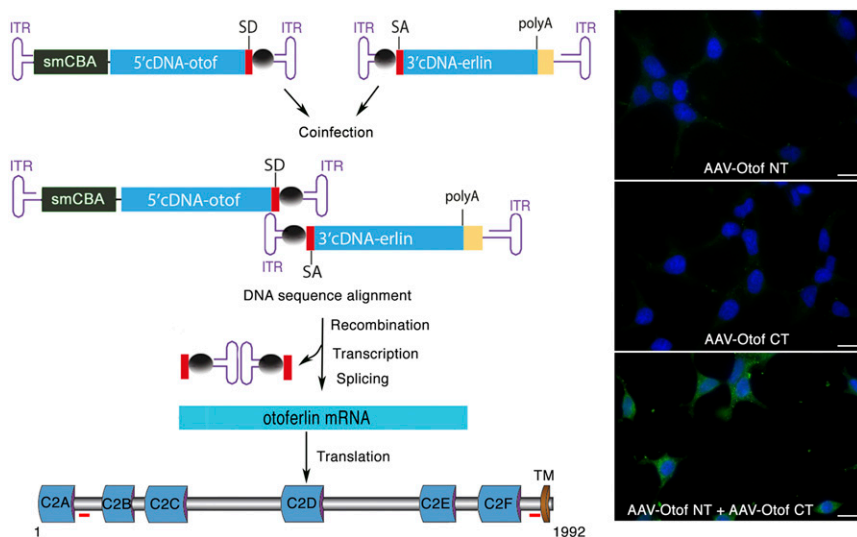 ITR
SD
ITR
ITR
SA
polyA
ITR
smCBA
5'cDNA-otof
3'cDNA-erlin
Coinfection
ITR
SD
ITR
smCBA
5'cDNA-otof
polyA
ITR
3'cDNA-erlin
ITR
SA
DNA sequence alignment
Recombination
Transcription
Splicing
otoferlin mRNA
Translation
TM
C2A
C2B
C2C
C2D
C2E
C2F
1
1992
AAV-Otof NT
AAV-Otof CT
AAV-Otof NT + AAV-Otof CT